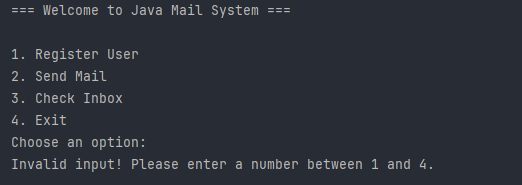 === Welcome to Java Mail System ===
1. Register User
2. Send Mail
3. Check Inbox
4. Exit
Choose an option:
Invalid input! Please enter a number between 1 and 4.